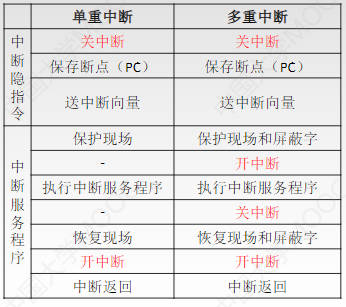 单重中断 多重中断
中断隐指令
关中断 关中断
保存断点（PC） 保存断点（PC）
送中断向量 送中断向量
中断服务程序
保护现场 保护现场和屏蔽字
- 开中断
执行中断服务程序 执行中断服务程序
- 关中断
恢复现场 恢复现场和屏蔽字
开中断 开中断
中断返回 中断返回